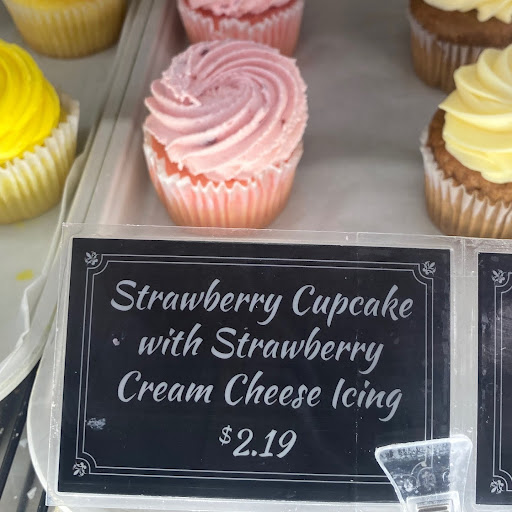 Strawberry Cupcake
with Strawberry
Cream Cheese Icing
$2.19